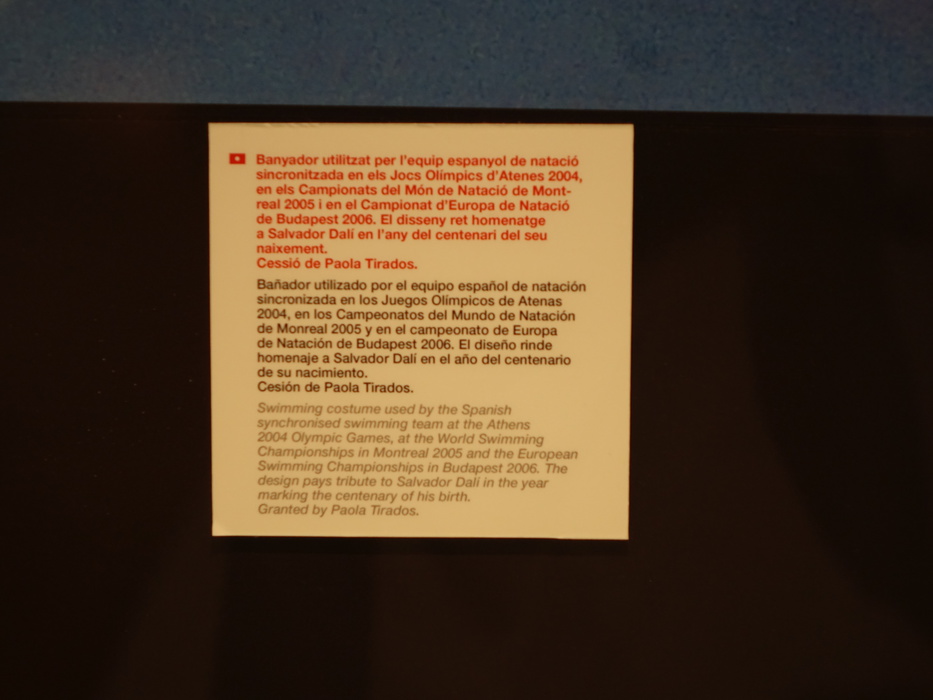 Banyador utilitzat per l'equip espanyol de natació
sincronitzada en els Jocs Olímpics d'Atenes 2004,
en els Campionats del Món de Natació de Mont-
real 2005 i en el Campionat d'Europa de Natació
de Budapest 2006. El disseny ret homenatge
a Salvador Dalí en l'any del centenari del seu
naixement.
Cessió de Paola Tirados.
Bañador utilizado por el equipo español de natación
sincronizada en los Juegos Olímpicos de Atenas
2004, en los Campeonatos del Mundo de Natación
de Monreal 2005 y en el campeonato de Europa
de Natación de Budapest 2006. El diseño rinde
homenaje a Salvador Dalí en el año del centenario
de su nacimiento.
Cesión de Paola Tirados.
Swimming costume used by the Spanish
synchronised swimming team at the Athens
2004 Olympic Games, at the World Swimming
Championships in Montreal 2005 and the European
Swimming Championships in Budapest 2006. The
design pays tribute to Salvador Dalí in the year
marking the centenary of his birth.
Granted by Paola Tirados.